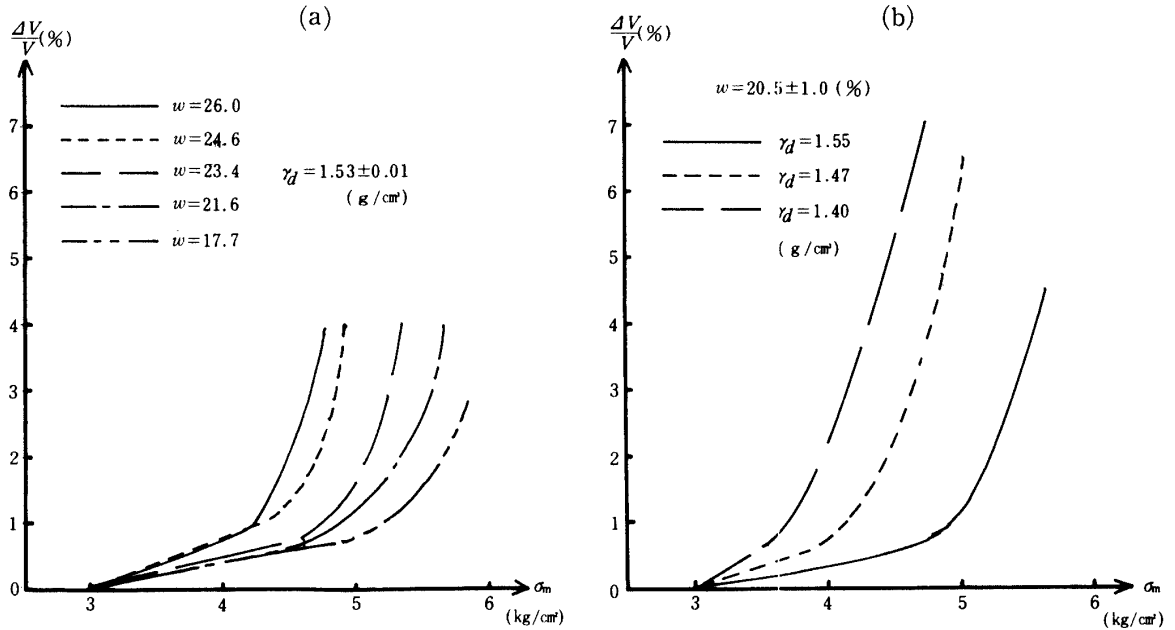 (a)
ΔV/V (%)
w=26.0
w=24.6
w=23.4
w=21.6
w=17.7
γd=1.53±0.01
(g/cm³)
7
6
5
4
3
2
1
0
3
4
5
6
σm
(kg/cm²)
(b)
ΔV/V (%)
w=20.5±1.0 (%)
γd=1.55
γd=1.47
γd=1.40
(g/cm³)
7
6
5
4
3
2
1
0
3
4
5
6
σm
(kg/cm²)